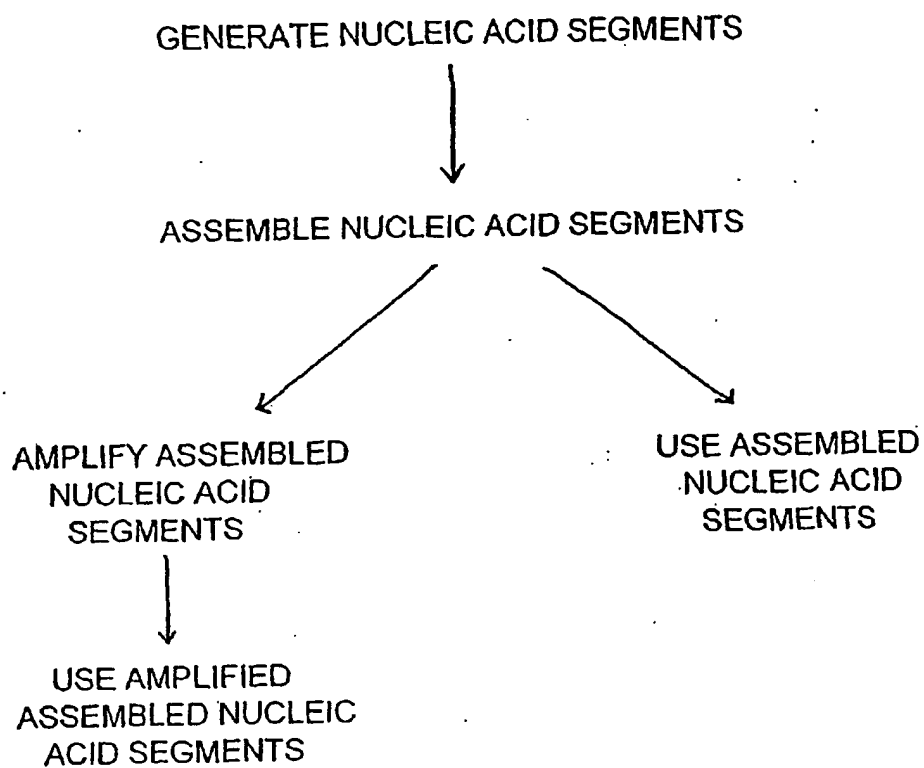 GENERATE NUCLEIC ACID SEGMENTS
ASSEMBLE NUCLEIC ACID SEGMENTS
AMPLIFY ASSEMBLED
NUCLEIC ACID
SEGMENTS
USE ASSEMBLED
NUCLEIC ACID
SEGMENTS
USE AMPLIFIED
ASSEMBLED NUCLEIC
ACID SEGMENTS